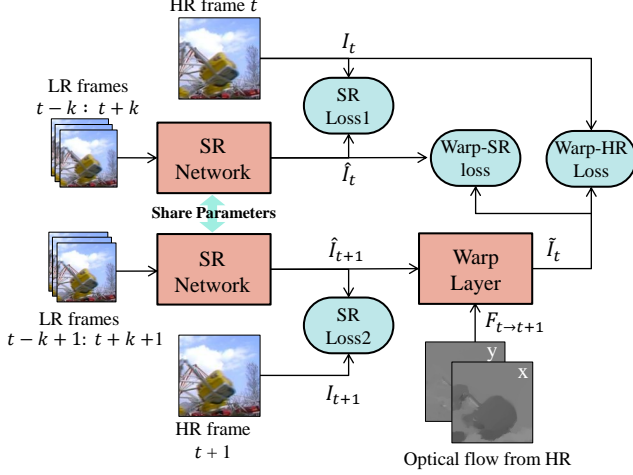 HR frame t
I_t
LR frames
t − k : t + k
SR
Loss1
SR
Network
Î_t
Warp-SR
loss
Warp-HR
Loss
Share Parameters
SR
Network
Î_{t+1}
Warp
Layer
Ĩ_t
LR frames
t − k + 1: t + k + 1
SR
Loss2
F_{t→t+1}
I_{t+1}
y
x
HR frame
t + 1
Optical flow from HR